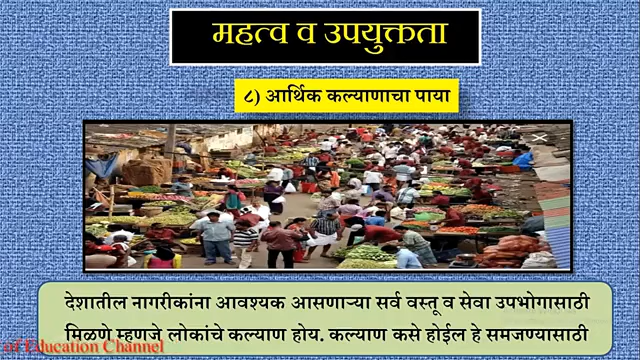 महत्व व उपयुक्तता
८) आर्थिक कल्याणाचा पाया
देशातील नागरीकांना आवश्यक आसणाऱ्या सर्व वस्तू व सेवा उपभोगासाठी
मिळणे म्हणजे लोकांचे कल्याण होय. कल्याण कसे होईल हे समजण्यासाठी
of Education Channel